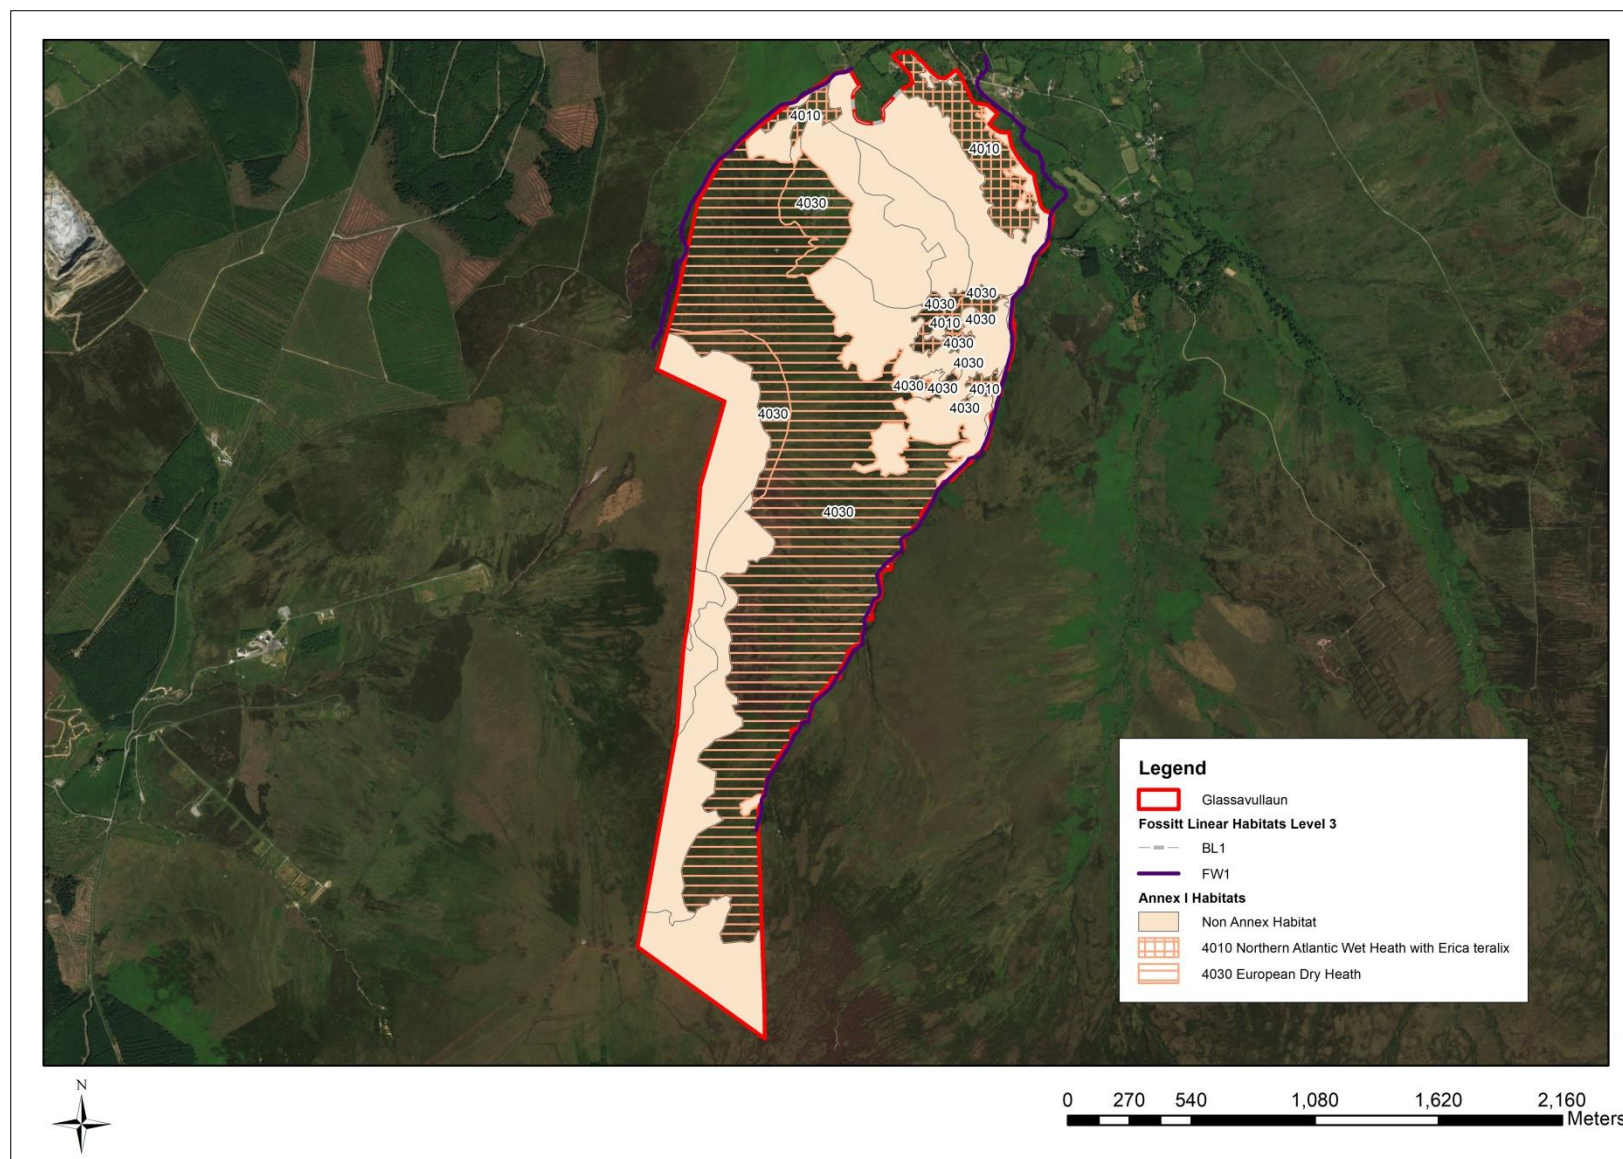 4010
4010
4030
4030
4030
4030
4010
4030
4030
4030
4030
4010
4030
4030
4030
Legend
Glassavullaun
Fossitt Linear Habitats Level 3
BL1
FW1
Annex I Habitats
Non Annex Habitat
4010 Northern Atlantic Wet Heath with Erica teralix
4030 European Dry Heath
N
0 270 540 1,080 1,620 2,160
Meters